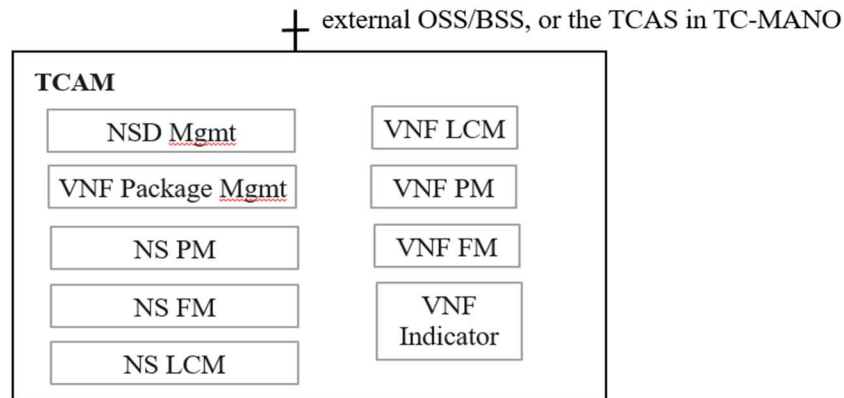 external OSS/BSS, or the TCAS in TC-MANO
TCAM
NSD Mgmt
VNF Package Mgmt
NS PM
NS FM
NS LCM
VNF LCM
VNF PM
VNF FM
VNF
Indicator